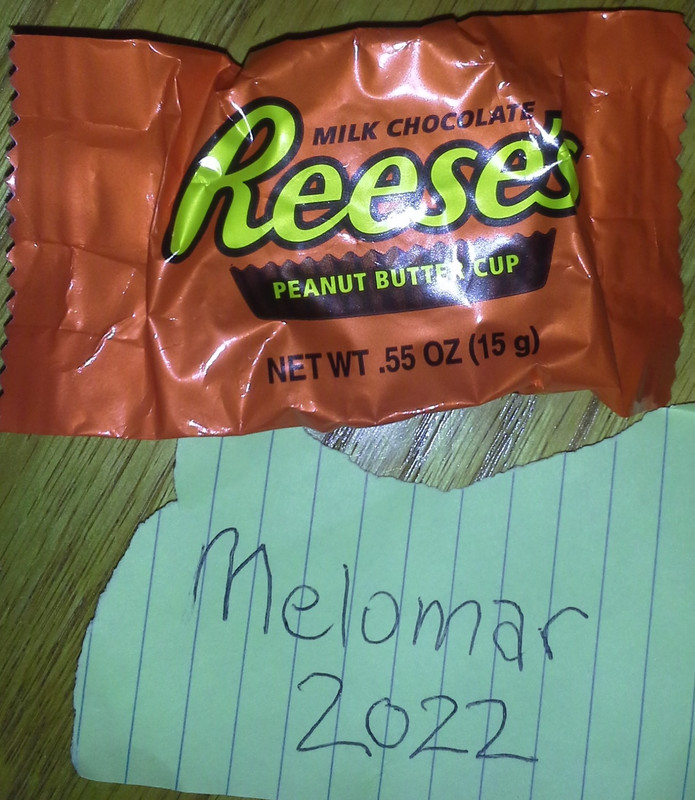 MILK CHOCOLATE
Reese's
PEANUT BUTTER CUP
NET WT .55 OZ (15 g)
Melomar
2022